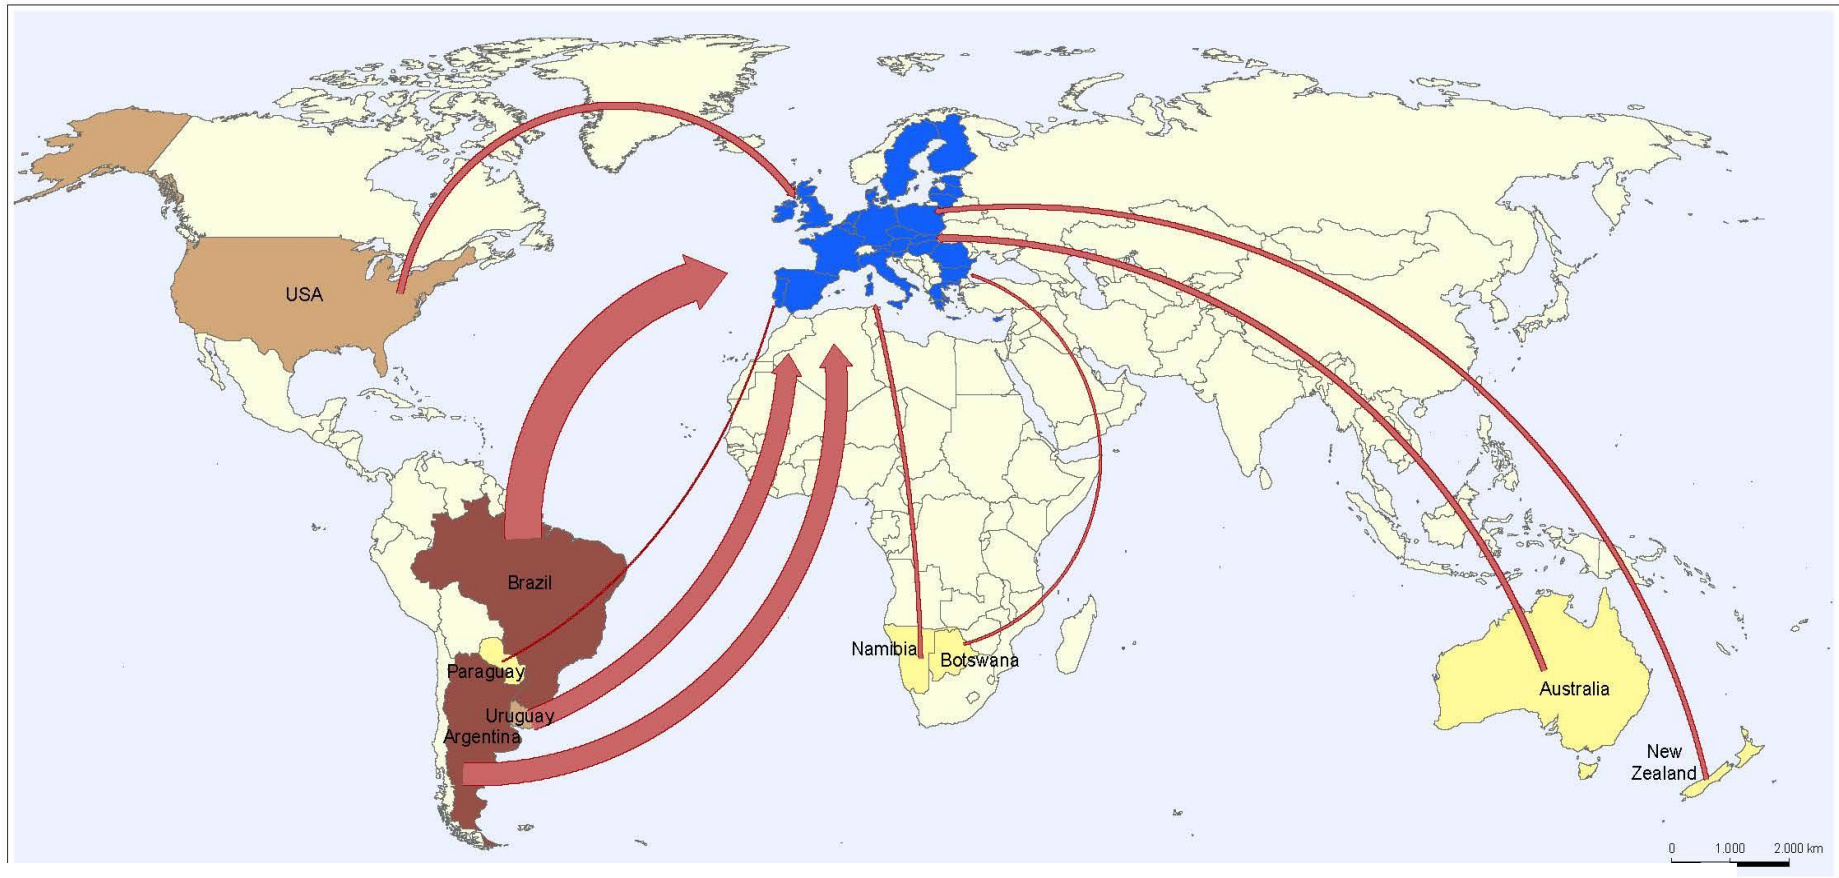 USA
Brazil
Paraguay
Uruguay
Argentina
Namibia
Botswana
Australia
New
Zealand
0 1.000 2.000 km